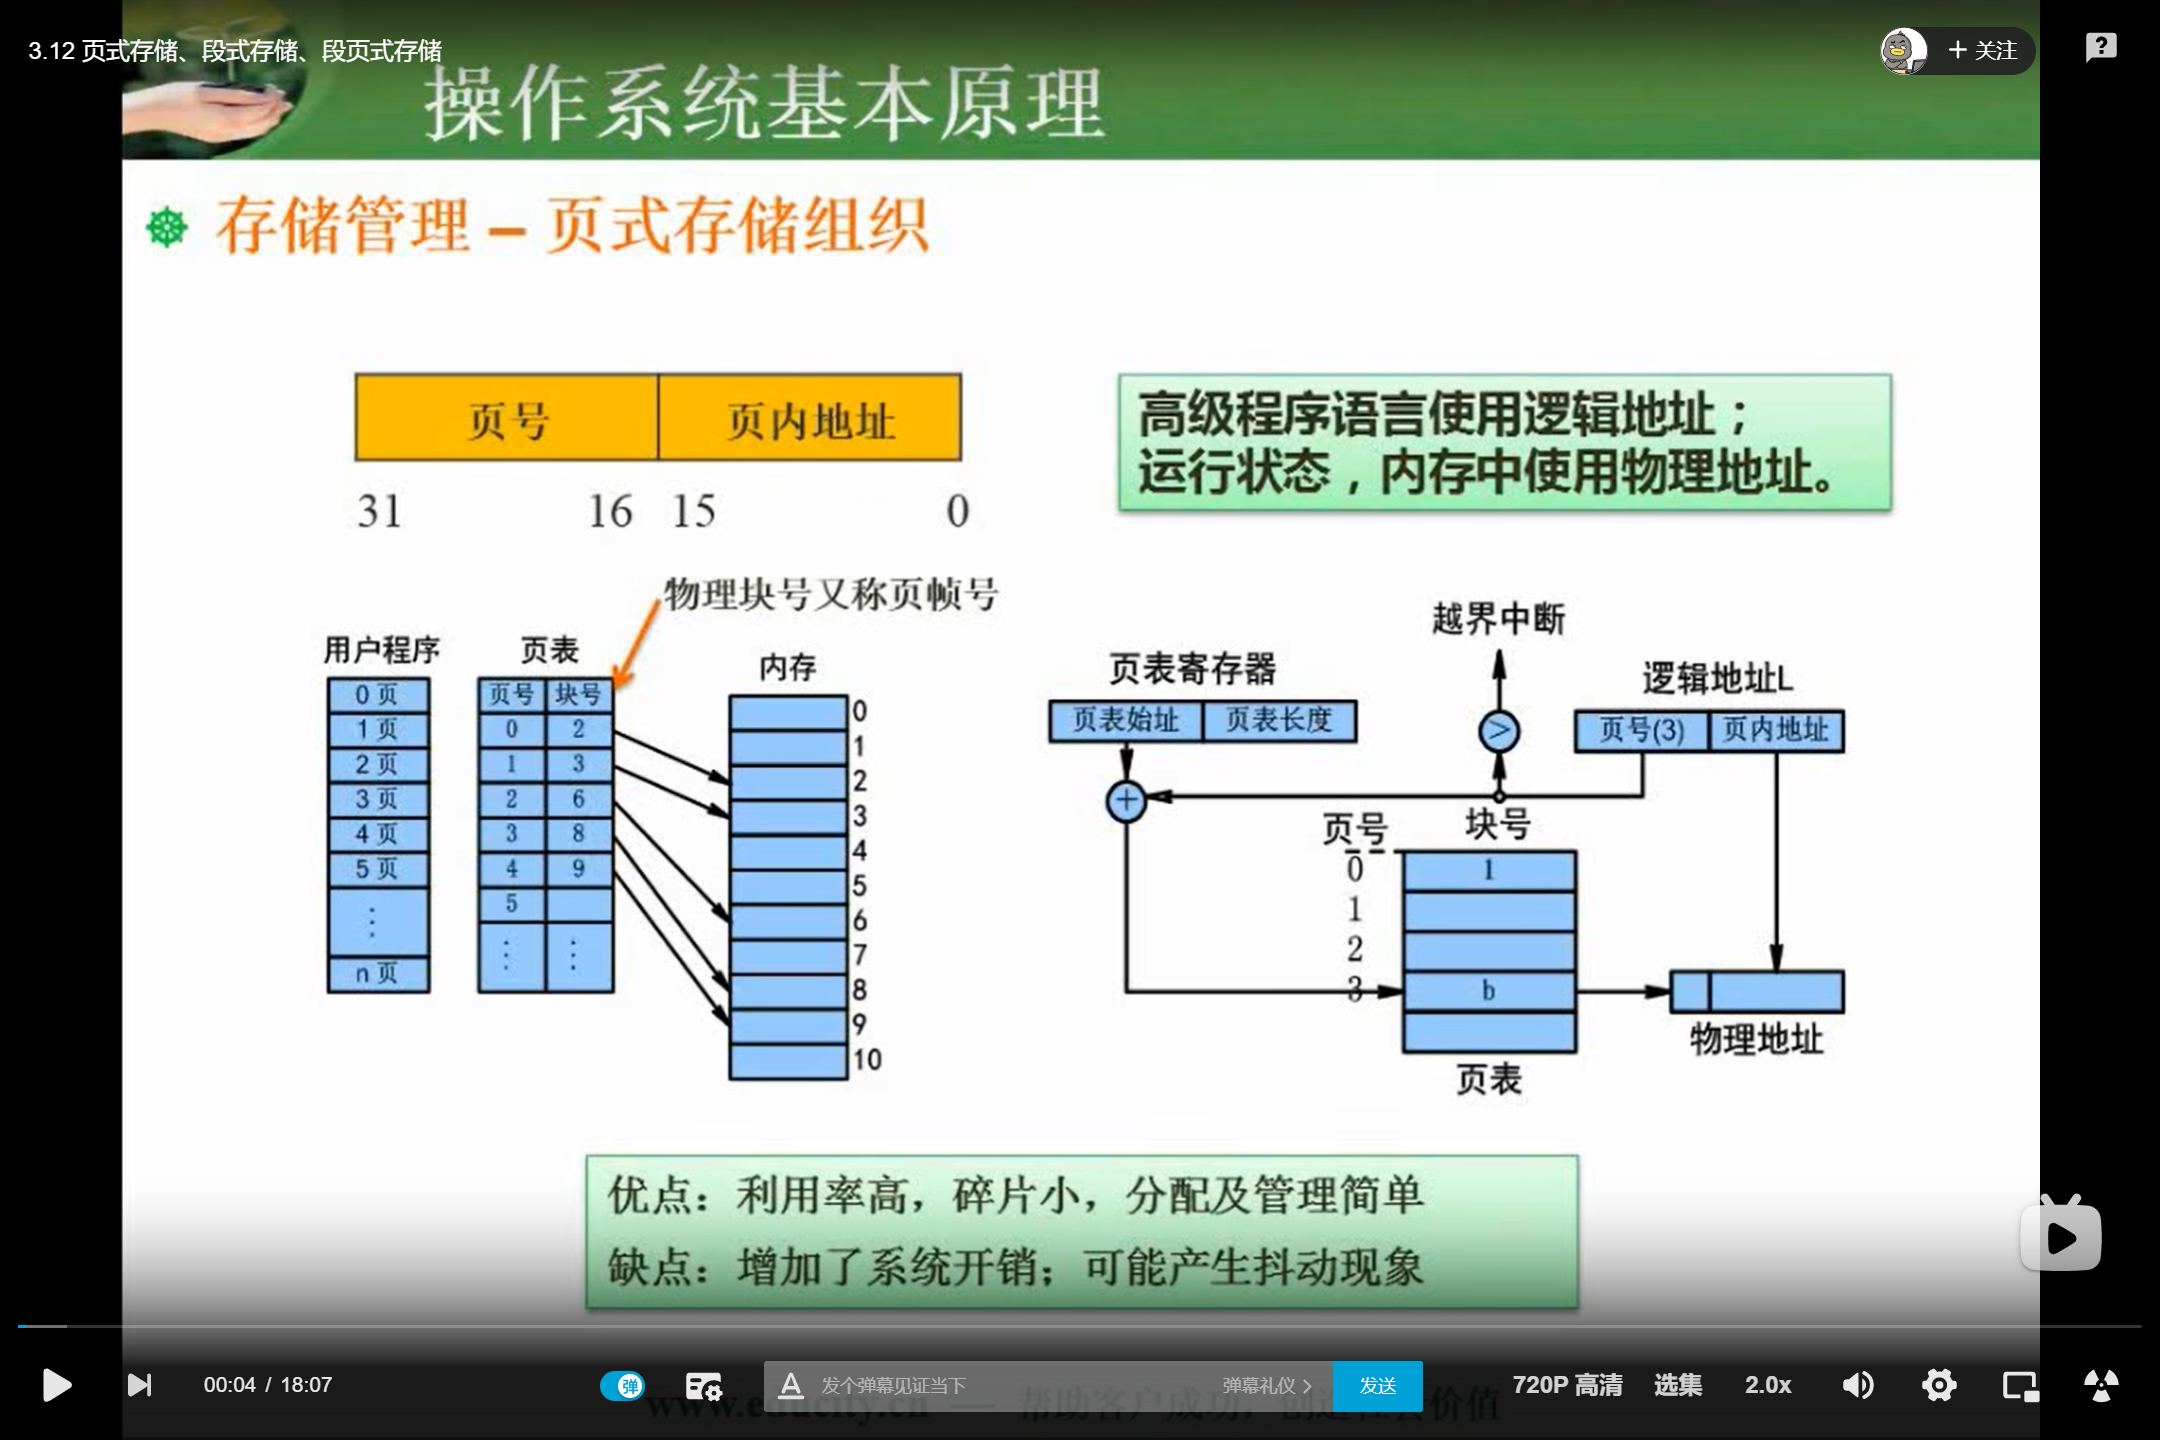 3.12 页式存储、段式存储、段页式存储
+ 关注
操作系统基本原理
存储管理 – 页式存储组织
页号 页内地址
31 16 15 0
高级程序语言使用逻辑地址；
运行状态，内存中使用物理地址。
物理块号又称页帧号
用户程序
0 页
1 页
2 页
3 页
4 页
5 页
⋮
n 页
页表
页号 块号
0 2
1 3
2 6
3 8
4 9
5
⋮ ⋮
内存
0
1
2
3
4
5
6
7
8
9
10
越界中断
页表寄存器
页表始址 页表长度
>
逻辑地址L
页号(3) 页内地址
+
页号 块号
0 1
1
2
3 b
页表
物理地址
优点：利用率高，碎片小，分配及管理简单
缺点：增加了系统开销；可能产生抖动现象
00:04 / 18:07
弹
A 发个弹幕见证当下 弹幕礼仪 >
发送
720P 高清 选集 2.0x
www.educity.cn — 帮助客户成功，创造社会价值